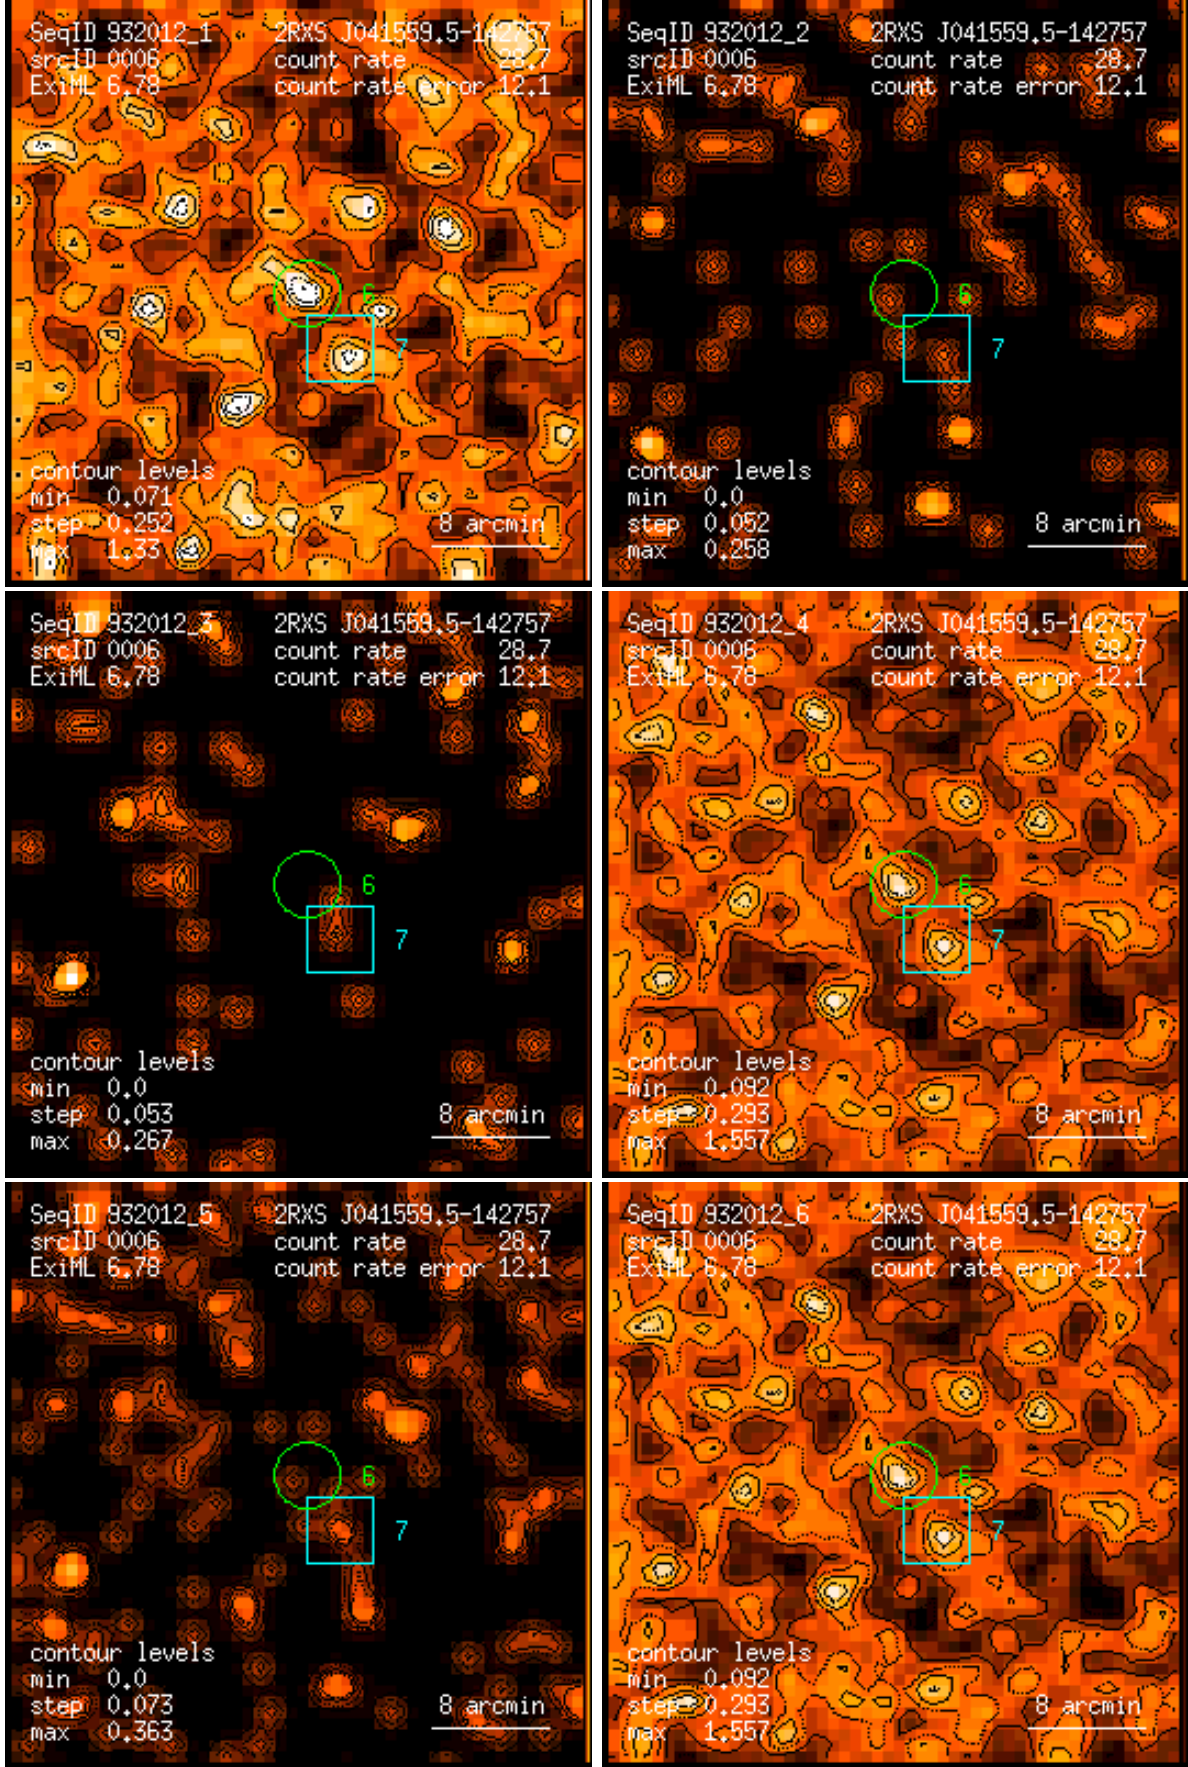 SeqID 932012_1 2RXS J041559.5-142757
srcID 0006 count rate 28.7
ExiML 6.78 count rate error 12.1
6
7
contour levels
min 0.071
step 0.252 8 arcmin
max 1.33
SeqID 932012_2 2RXS J041559.5-142757
srcID 0006 count rate 28.7
ExiML 6.78 count rate error 12.1
6
7
contour levels
min 0.0
step 0.052 8 arcmin
max 0.258
SeqID 932012_3 2RXS J041559.5-142757
srcID 0006 count rate 28.7
ExiML 6.78 count rate error 12.1
6
7
contour levels
min 0.0
step 0.053 8 arcmin
max 0.267
SeqID 932012_4 2RXS J041559.5-142757
srcID 0006 count rate 28.7
ExiML 6.78 count rate error 12.1
6
7
contour levels
min 0.092
step 0.293 8 arcmin
max 1.557
SeqID 932012_5 2RXS J041559.5-142757
srcID 0006 count rate 28.7
ExiML 6.78 count rate error 12.1
6
7
contour levels
min 0.0
step 0.073 8 arcmin
max 0.363
SeqID 932012_6 2RXS J041559.5-142757
srcID 0006 count rate 28.7
ExiML 6.78 count rate error 12.1
6
7
contour levels
min 0.092
step 0.293 8 arcmin
max 1.557